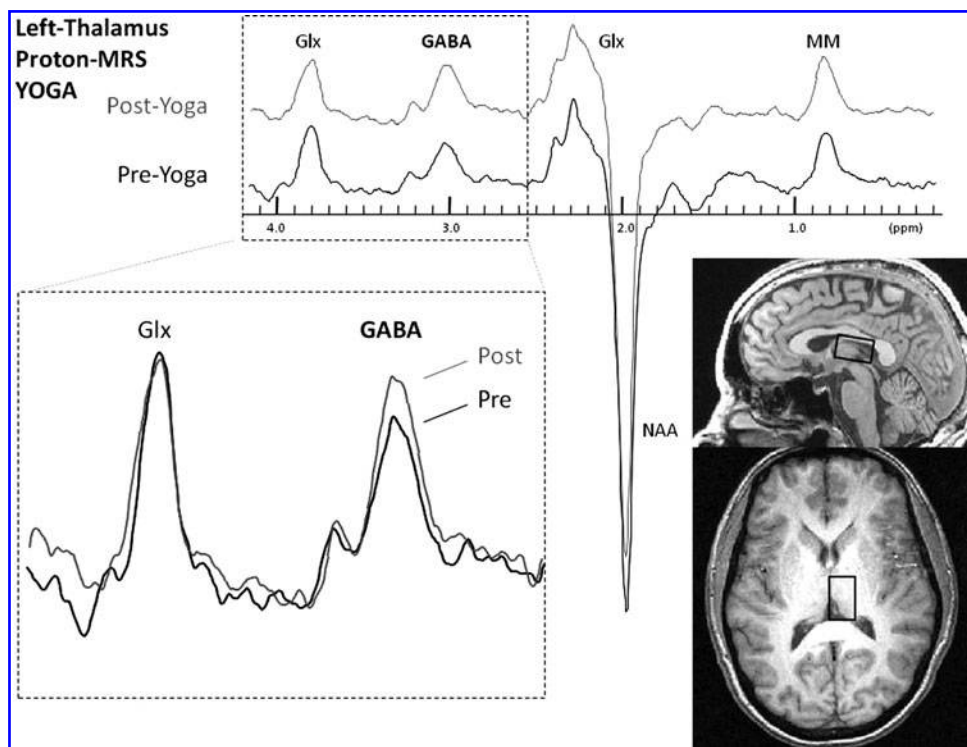 Left-Thalamus
Proton-MRS
YOGA
Glx GABA Glx MM
Post-Yoga
Pre-Yoga
4.0 3.0 2.0 1.0 (ppm)
Glx GABA
Post
Pre
NAA